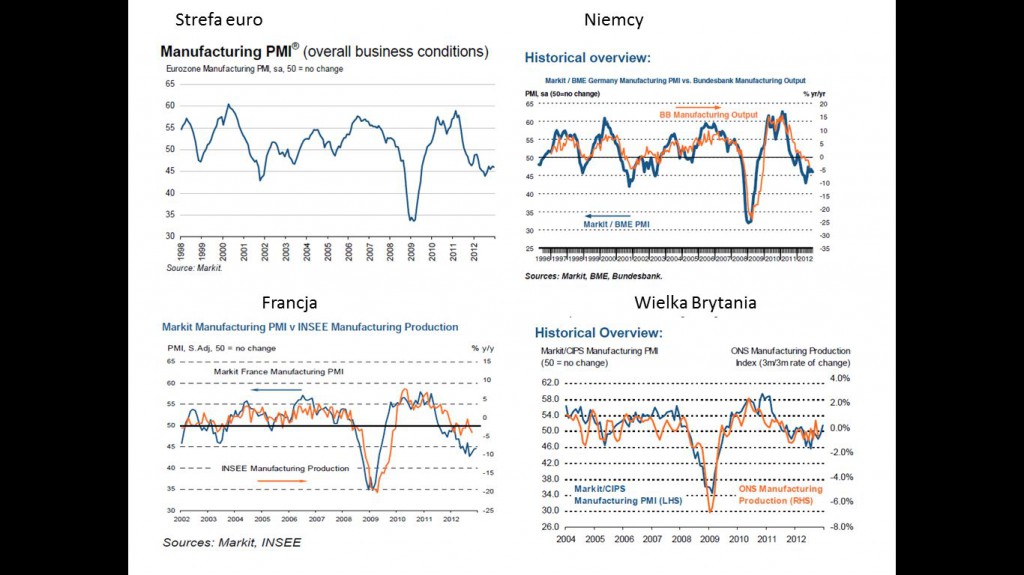 Strefa euro
Manufacturing PMI® (overall business conditions)
Eurozone Manufacturing PMI, sa, 50 = no change
65
60
55
50
45
40
35
30
1998 1999 2000 2001 2002 2003 2004 2005 2006 2007 2008 2009 2010 2011 2012
Source: Markit.
Niemcy
Historical overview:
Markit / BME Germany Manufacturing PMI vs. Bundesbank Manufacturing Output
PMI, sa (50=no change) % yr/yr
BB Manufacturing Output
65 20
60 15
55 10
5
50 0
45 -5
-10
40 -15
35 -20
-25
30 -30
25 -35
Markit / BME PMI
1996 1997 1998 1999 2000 2001 2002 2003 2004 2005 2006 2007 2008 2009 2010 2011 2012
Sources: Markit, BME, Bundesbank.
Francja
Markit Manufacturing PMI v INSEE Manufacturing Production
PMI, S.Adj, 50 = no change % y/y
Markit France Manufacturing PMI
65 15
60 10
55 5
50 0
45 -5
-10
40 -15
35 -20
30 -25
INSEE Manufacturing Production
2002 2003 2004 2005 2006 2007 2008 2009 2010 2011 2012
Sources: Markit, INSEE
Wielka Brytania
Historical Overview:
Markit/CIPS Manufacturing PMI ONS Manufacturing Production
(50 = no change) Index (3m/3m rate of change)
62.0 4.0%
58.0 2.0%
54.0 0.0%
50.0 -2.0%
46.0 -4.0%
42.0 -6.0%
38.0 -8.0%
34.0
30.0
26.0
Markit/CIPS ONS Manufacturing
Manufacturing PMI (LHS) Production (RHS)
2004 2005 2006 2007 2008 2009 2010 2011 2012